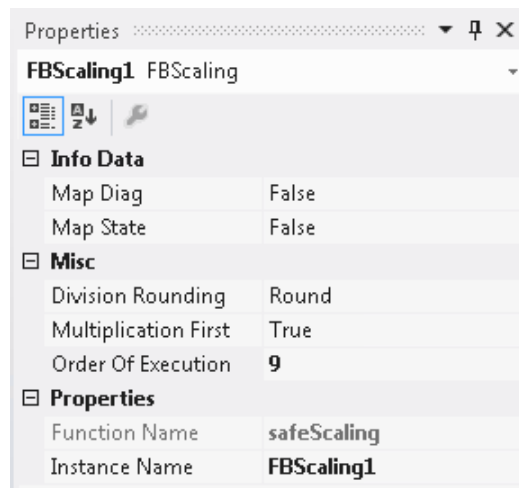 Properties
FBScaling1 FBScaling
Info Data
Map Diag False
Map State False
Misc
Division Rounding Round
Multiplication First True
Order Of Execution 9
Properties
Function Name safeScaling
Instance Name FBScaling1